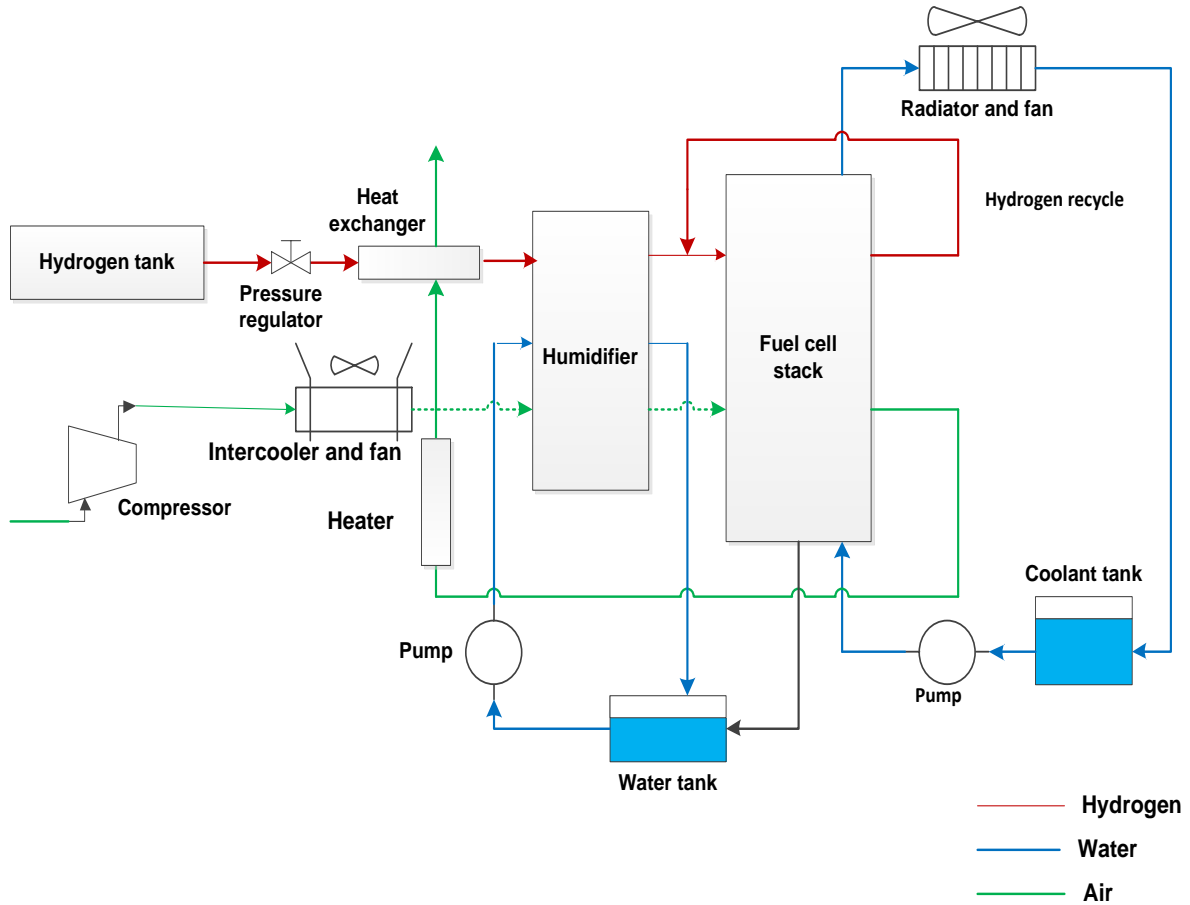 Radiator and fan
Heat
exchanger
Hydrogen recycle
Hydrogen tank
Pressure
regulator
Humidifier
Fuel cell
stack
Intercooler and fan
Compressor
Heater
Coolant tank
Pump
Pump
Water tank
Hydrogen
Water
Air